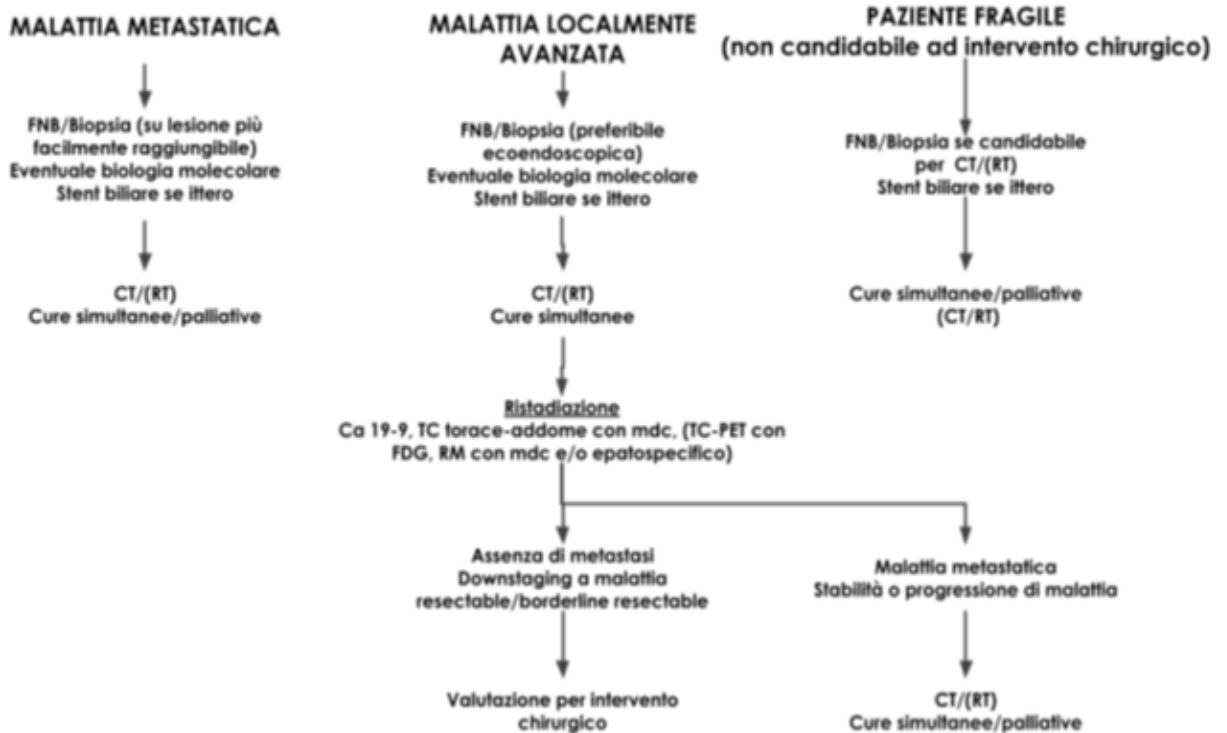 MALATTIA METASTATICA
FNB/Biopsia (su lesione più
facilmente raggiungibile)
Eventuale biologia molecolare
Stent biliare se ittero
CT/(RT)
Cure simultanee/palliative
MALATTIA LOCALMENTE
AVANZATA
FNB/Biopsia (preferibile
ecoendoscopica)
Eventuale biologia molecolare
Stent biliare se ittero
CT/(RT)
Cure simultanee
Ristadiazione
Ca 19-9, TC torace-addome con mdc, (TC-PET con
FDG, RM con mdc e/o epatospecifico)
Assenza di metastasi
Downstaging a malattia
resectable/borderline resectable
Valutazione per intervento
chirurgico
Malattia metastatica
Stabilità o progressione di malattia
CT/(RT)
Cure simultanee/palliative
PAZIENTE FRAGILE
(non candidabile ad intervento chirurgico)
FNB/Biopsia se candidabile
per CT/(RT)
Stent biliare se ittero
Cure simultanee/palliative
(CT/RT)